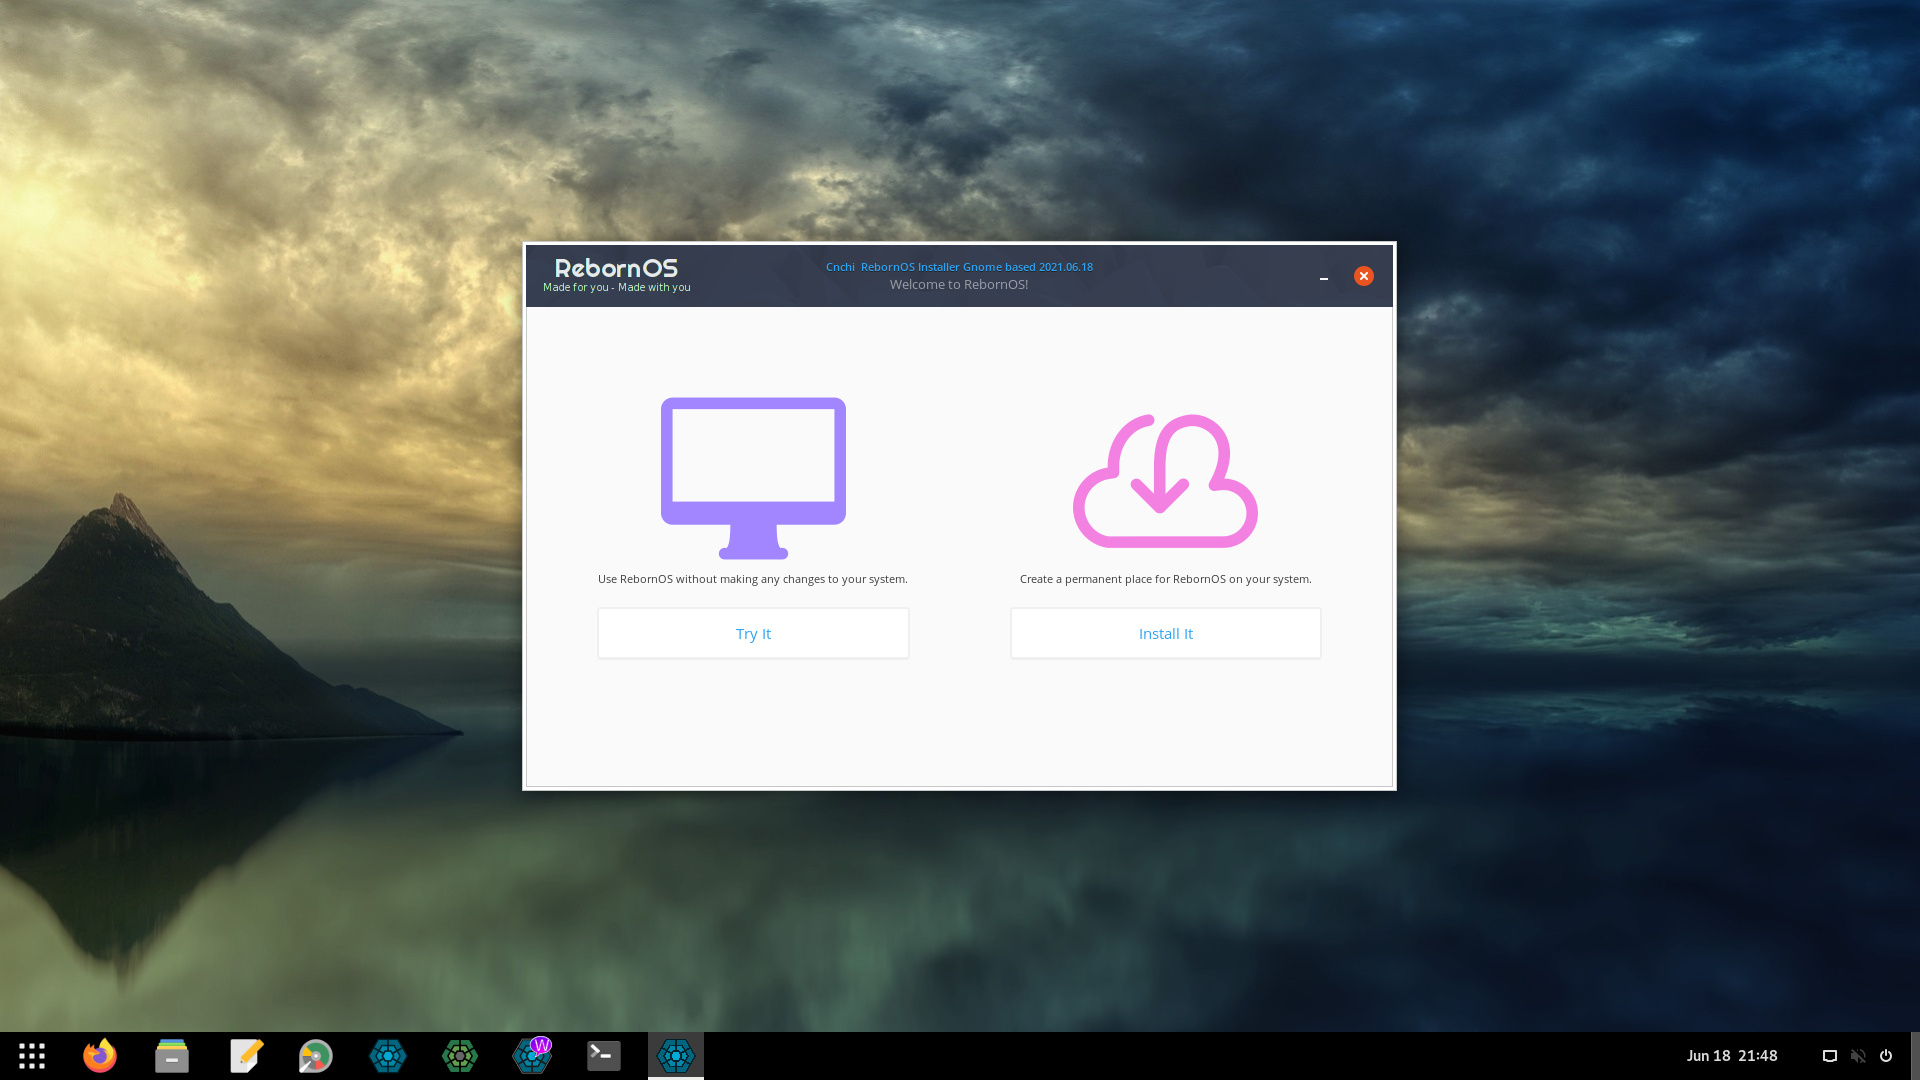 RebornOS
Made for you - Made with you
Cnchi  RebornOS Installer Gnome based 2021.06.18
Welcome to RebornOS!
Use RebornOS without making any changes to your system.
Create a permanent place for RebornOS on your system.
Try It
Install It
W
Jun 18  21:48